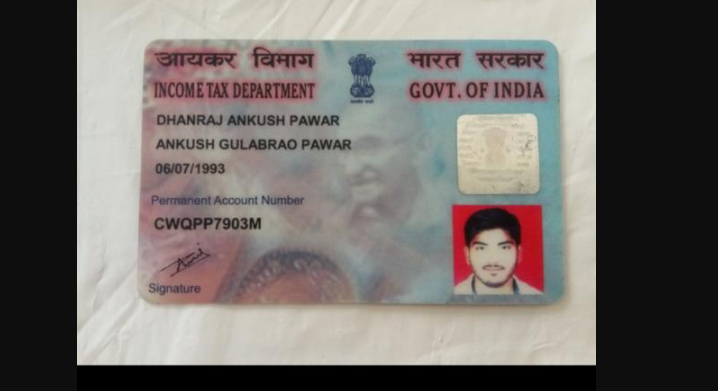 आयकर विभाग
INCOME TAX DEPARTMENT
भारत सरकार
GOVT. OF INDIA
DHANRAJ ANKUSH PAWAR
ANKUSH GULABRAO PAWAR
06/07/1993
Permanent Account Number
CWQPP7903M
Signature